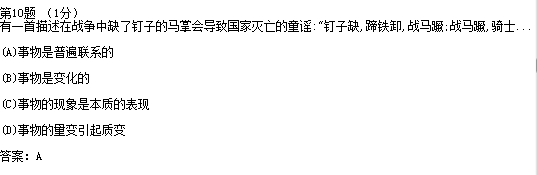 第10题 (1分)
有一首描述在战争中缺了钉子的马掌会导致国家灭亡的童谣:“钉子缺,蹄铁卸,战马蹶;战马蹶,骑士...
(A)事物是普遍联系的
(B)事物是变化的
(C)事物的现象是本质的表现
(D)事物的量变引起质变
答案: A